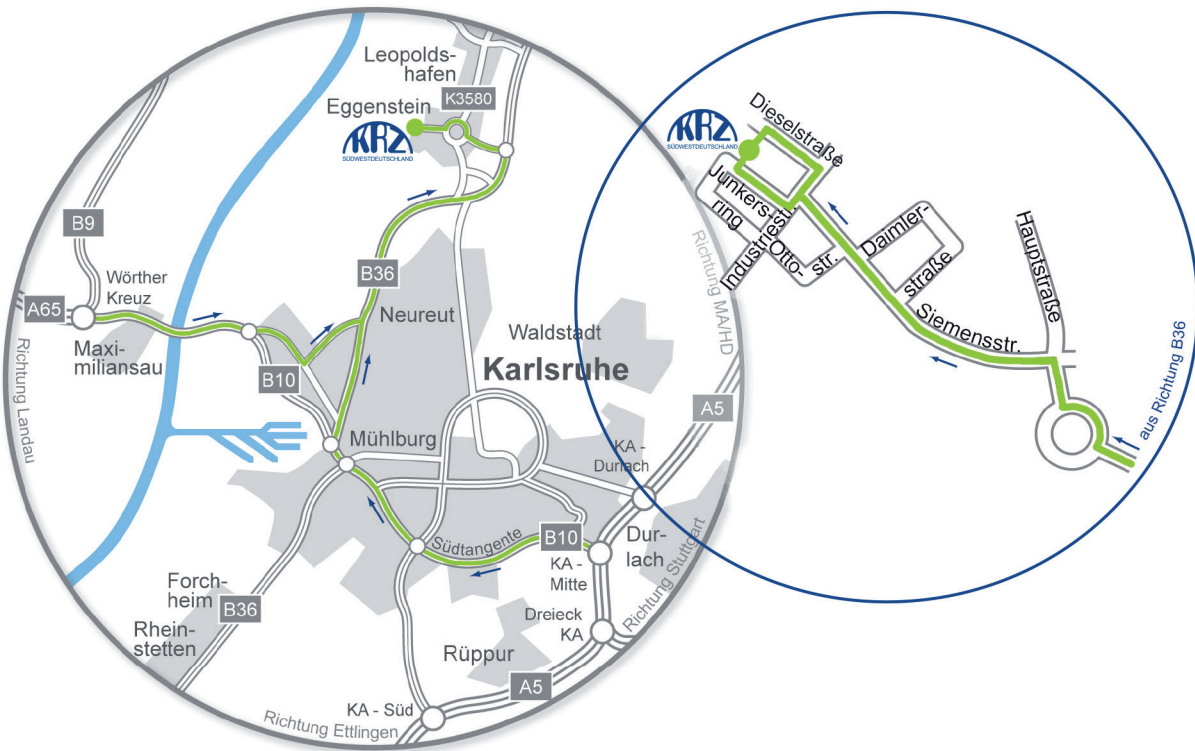 Leopolds-
hafen
K3580
Eggenstein
KRZ
SÜDWESTDEUTSCHLAND
B9
Wörther
Kreuz
A65
Maxi-
miliansau
Richtung Landau
B10
B36
Neureut
Waldstadt
Karlsruhe
Mühlburg
Richtung MA/HD
A5
KA -
Durlach
Südtangente
B10
Dur-
lach
KA -
Mitte
Richtung Stuttgart
Dreieck
KA
Forch-
heim
B36
Rhein-
stetten
Rüppur
A5
KA - Süd
Richtung Ettlingen
KRZ
SÜDWESTDEUTSCHLAND
Dieselstraße
Junkers-
ring
Industriestr.
Otto-
str.
Daimler-
straße
Hauptstraße
Siemensstr.
aus Richtung B36